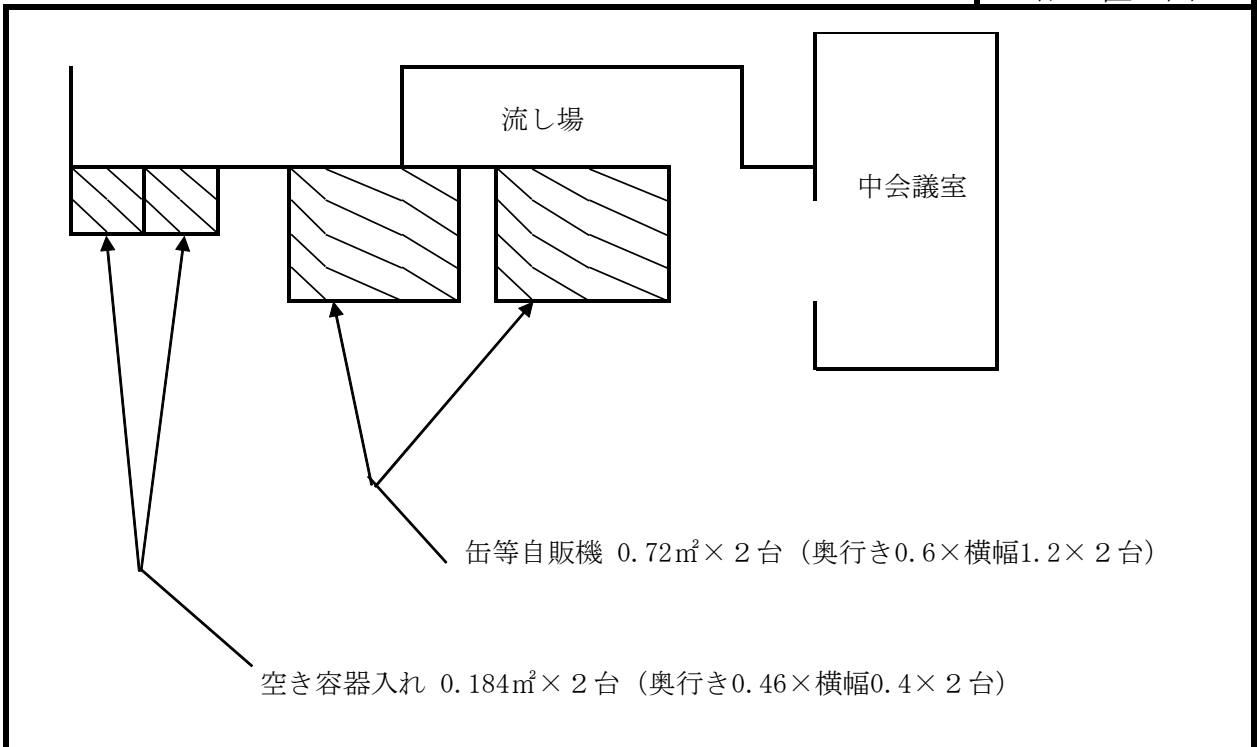 流し場
中会議室
缶等自販機 0.72㎡×２台（奥行き0.6×横幅1.2×２台）
空き容器入れ 0.184㎡×２台（奥行き0.46×横幅0.4×２台）